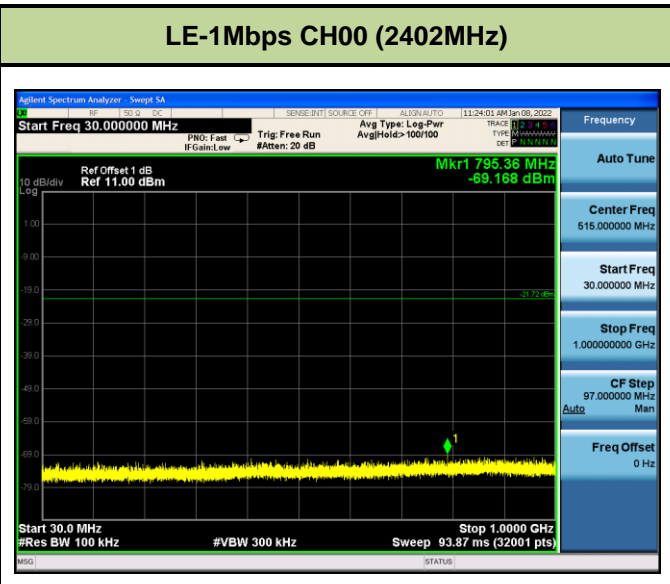 LE-1Mbps CH00 (2402MHz)
Agilent Spectrum Analyzer - Swept SA
RF 50 Ω DC SENSE:INT SOURCE OFF ALIGN AUTO 11:24:01 AM Jan 08, 2022
Start Freq 30.000000 MHz
PNO: Fast
IFGain:Low
Trig: Free Run
#Atten: 20 dB
Avg Type: Log-Pwr
Avg|Hold:> 100/100
TRACE 1 2 3 4 5 6
TYPE M
DET P N N N N N
Ref Offset 1 dB
10 dB/div Ref 11.00 dBm
Log
Mkr1 795.36 MHz
-69.168 dBm
1.00
-9.00
-19.0
-21.72 dBm
-29.0
-39.0
-49.0
-59.0
1
-69.0
-79.0
Start 30.0 MHz Stop 1.0000 GHz
#Res BW 100 kHz #VBW 300 kHz Sweep 93.87 ms (32001 pts)
MSG STATUS
Frequency
Auto Tune
Center Freq
515.000000 MHz
Start Freq
30.000000 MHz
Stop Freq
1.000000000 GHz
CF Step
97.000000 MHz
Auto Man
Freq Offset
0 Hz